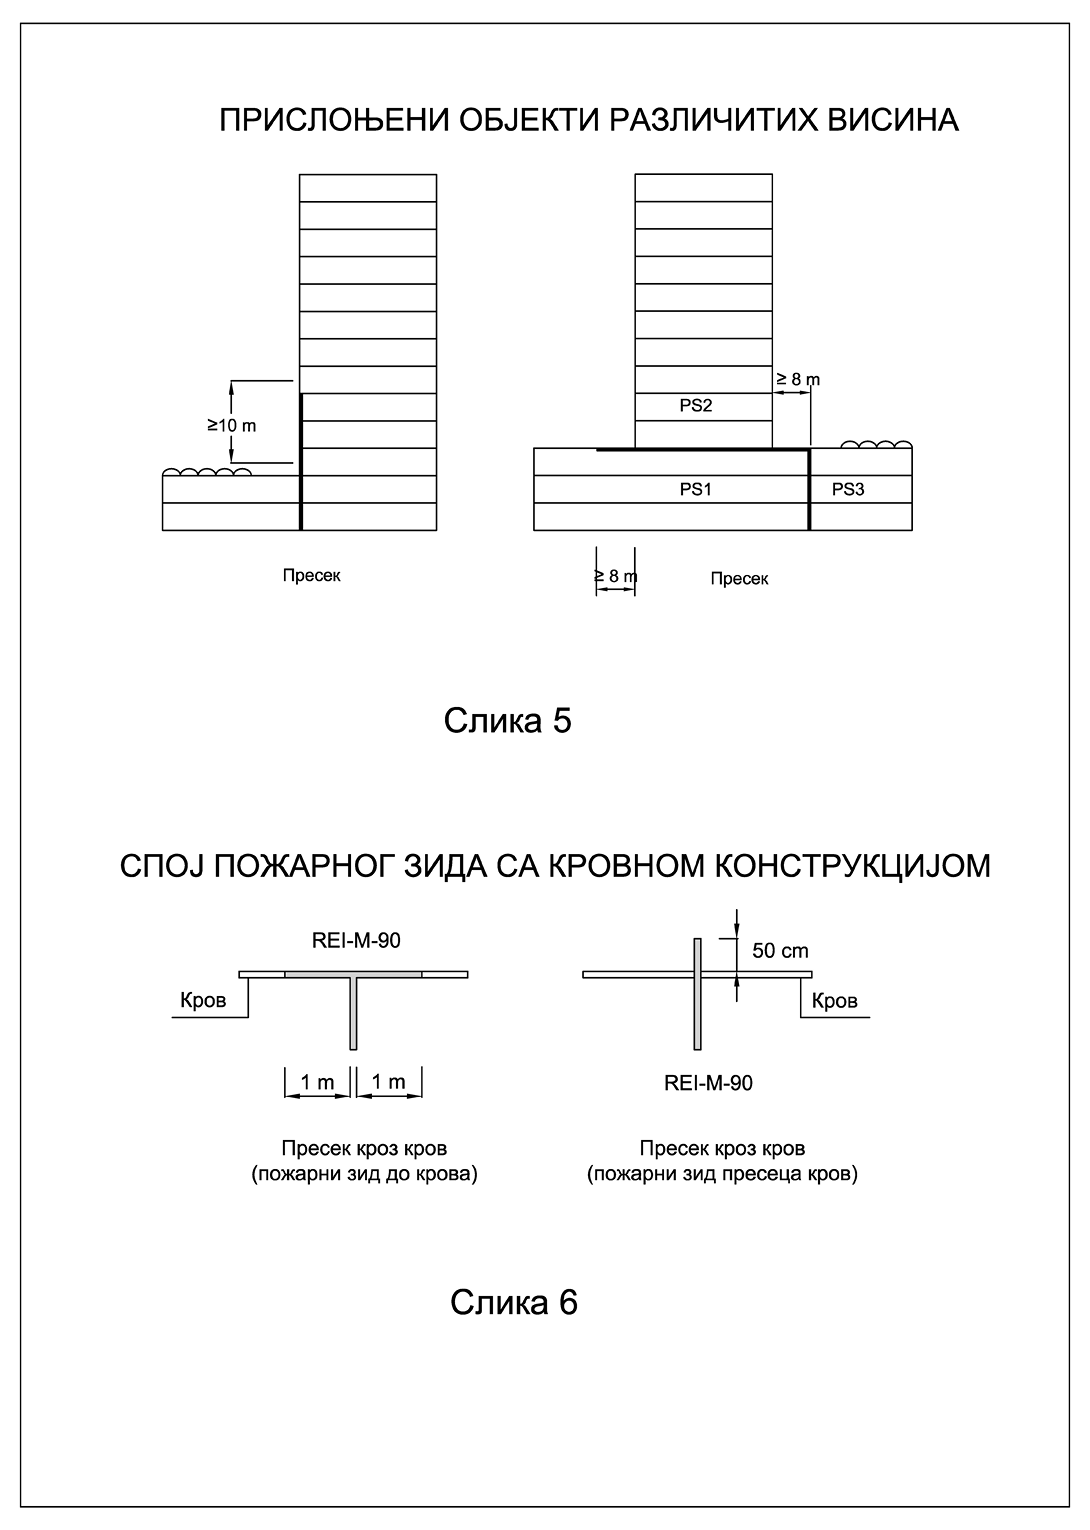 ПРИСЛОЊЕНИ ОБЈЕКТИ РАЗЛИЧИТИХ ВИСИНА
≥10 m
Пресек
≥ 8 m
PS2
PS1
PS3
≥ 8 m
Пресек
Слика 5
СПОЈ ПОЖАРНОГ ЗИДА СА КРОВНОМ КОНСТРУКЦИЈОМ
REI-M-90
Кров
1 m
1 m
Пресек кроз кров
(пожарни зид до крова)
50 cm
Кров
REI-M-90
Пресек кроз кров
(пожарни зид пресеца кров)
Слика 6